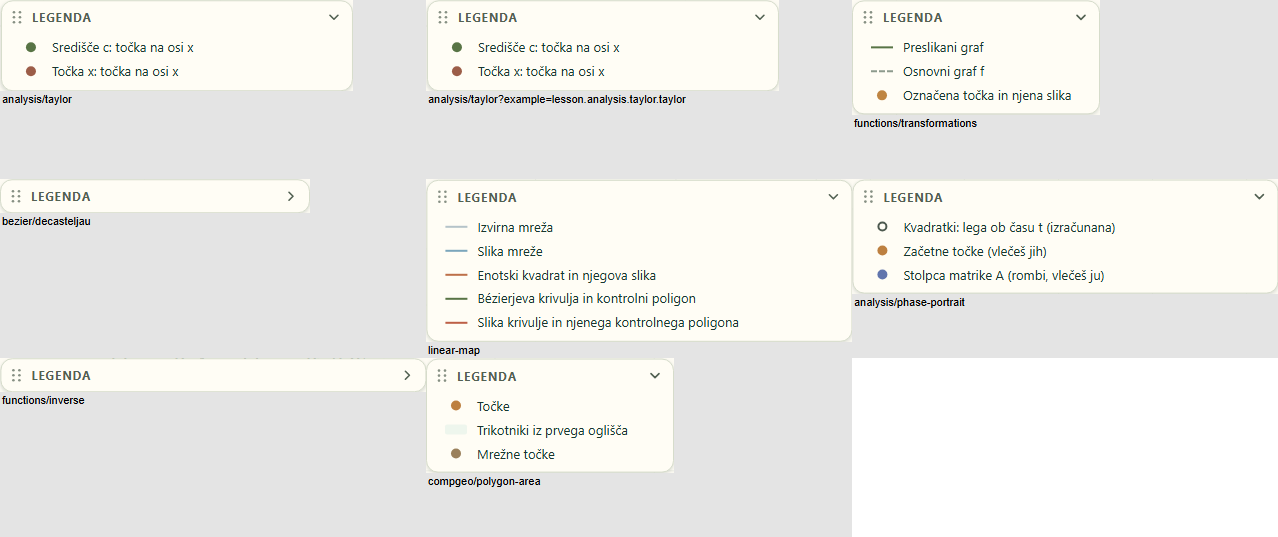 LEGENDA
Središče c: točka na osi x
Točka x: točka na osi x
analysis/taylor
LEGENDA
Središče c: točka na osi x
Točka x: točka na osi x
analysis/taylor?example=lesson.analysis.taylor.taylor
LEGENDA
Preslikani graf
Osnovni graf f
Označena točka in njena slika
functions/transformations
LEGENDA
bezier/decasteljau
LEGENDA
Izvirna mreža
Slika mreže
Enotski kvadrat in njegova slika
Bézierjeva krivulja in kontrolni poligon
Slika krivulje in njenega kontrolnega poligona
linear-map
LEGENDA
Kvadratki: lega ob času t (izračunana)
Začetne točke (vlečeš jih)
Stolpca matrike A (rombi, vlečeš ju)
analysis/phase-portrait
LEGENDA
functions/inverse
LEGENDA
Točke
Trikotniki iz prvega oglišča
Mrežne točke
compgeo/polygon-area